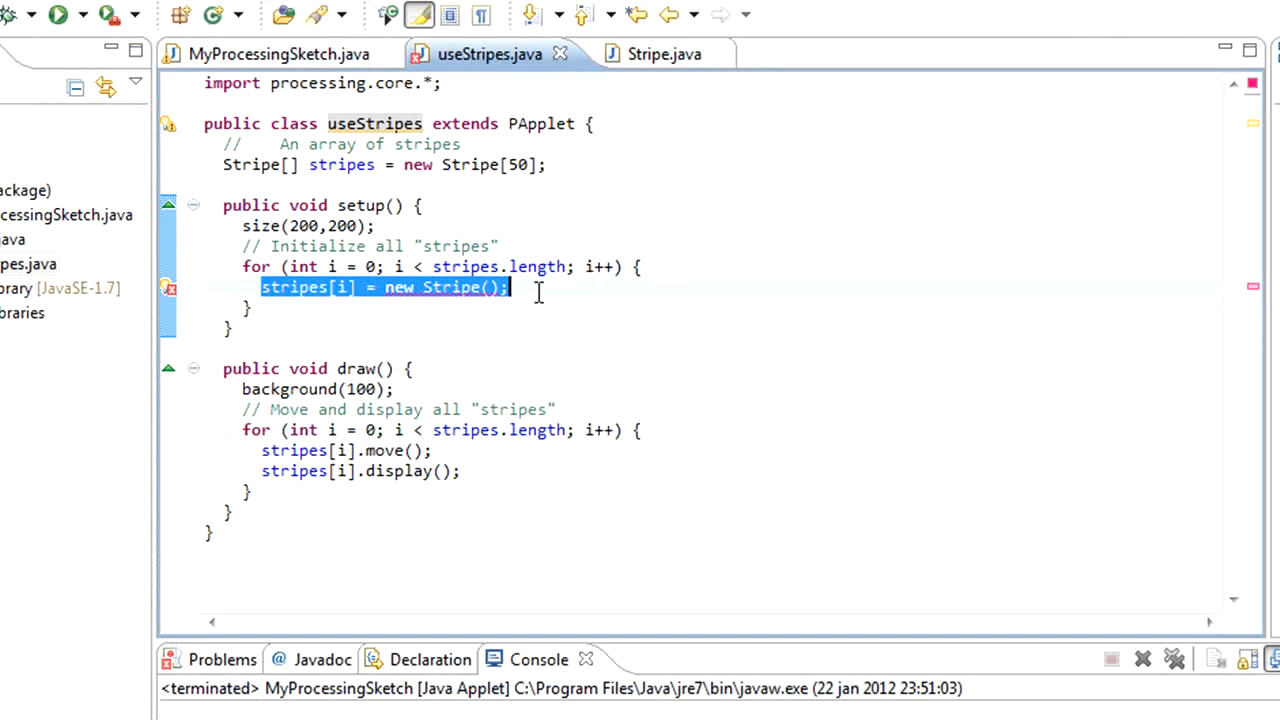 MyProcessingSketch.java useStripes.java Stripe.java
import processing.core.*;
public class useStripes extends PApplet {
// An array of stripes
Stripe[] stripes = new Stripe[50];
ackage)
public void setup() {
cessingSketch.java
size(200,200);
java
// Initialize all "stripes"
pes.java
for (int i = 0; i < stripes.length; i++) {
brary [JavaSE-1.7]
stripes[i] = new Stripe();
braries
}
}
public void draw() {
background(100);
// Move and display all "stripes"
for (int i = 0; i < stripes.length; i++) {
stripes[i].move();
stripes[i].display();
}
}
}
Problems @ Javadoc Declaration Console
<terminated> MyProcessingSketch [Java Applet] C:\Program Files\Java\jre7\bin\javaw.exe (22 jan 2012 23:51:03)